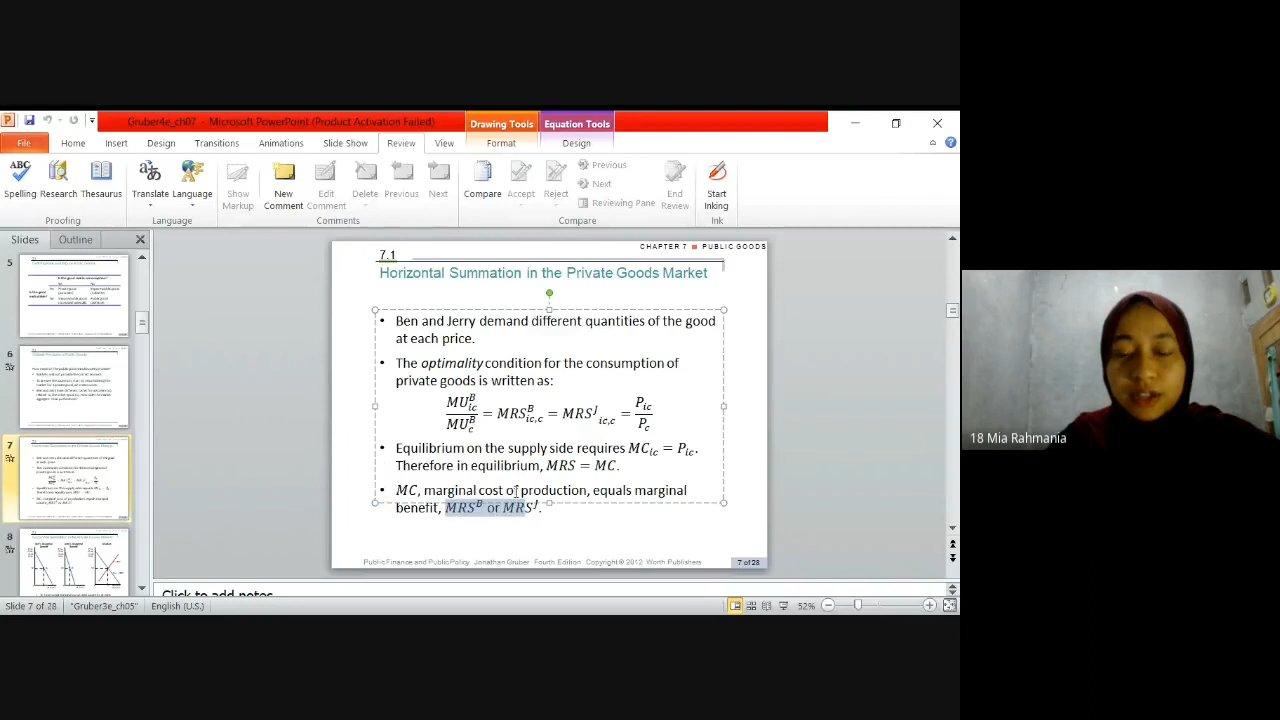 Gruber4e_ch07 - Microsoft PowerPoint (Product Activation Failed)
Drawing Tools
Equation Tools
File
Home
Insert
Design
Transitions
Animations
Slide Show
Review
View
Format
Design
ABC
Spelling
Research
Thesaurus
Translate
Language
Show Markup
New Comment
Edit Comment
Delete
Previous
Next
Compare
Accept
Reject
Previous
Next
Reviewing Pane
End Review
Start Inking
Proofing
Language
Comments
Compare
Ink
Slides
Outline
5
6
7
8
CHAPTER 7 ■ PUBLIC GOODS
7.1
Horizontal Summation in the Private Goods Market
• Ben and Jerry demand different quantities of the good
at each price.
• The optimality condition for the consumption of
private goods is written as:
MU^B_ic / MU^B_c = MRS^B_ic,c = MRS^J_ic,c = P_ic / P_c
• Equilibrium on the supply side requires MC_ic = P_ic.
Therefore in equilibrium, MRS = MC.
• MC, production, equals marginal
benefit, MRS^B or MRS^J.
Public Finance and Public Policy Jonathan Gruber Fourth Edition Copyright © 2012 Worth Publishers
7 of 28
Click to add notes
Slide 7 of 28
"Gruber3e_ch05"
English (U.S.)
52%
18 Mia Rahmania